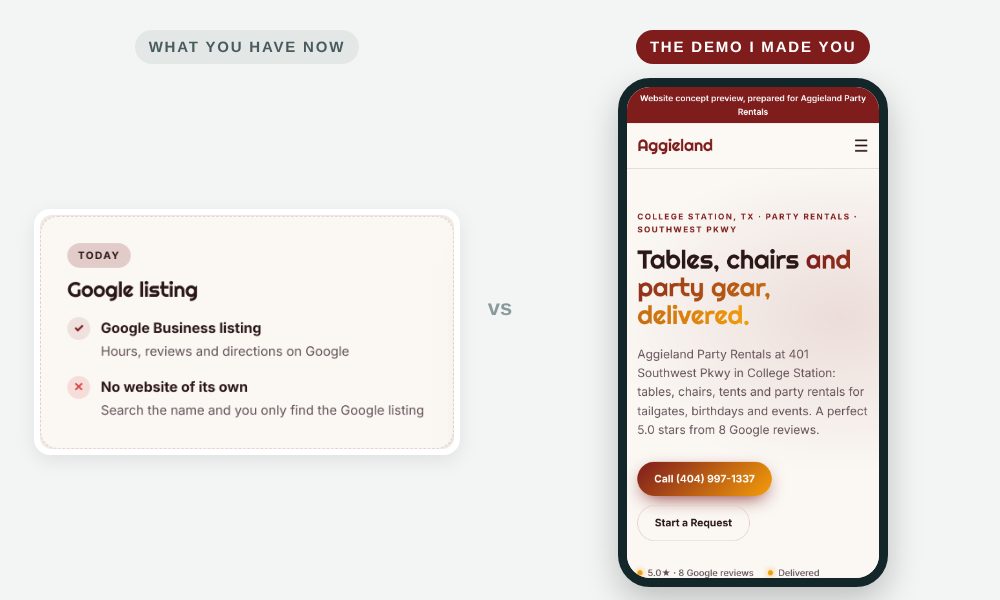 WHAT YOU HAVE NOW
THE DEMO I MADE YOU
TODAY
Google listing
Google Business listing
Hours, reviews and directions on Google
No website of its own
Search the name and you only find the Google listing
vs
Website concept preview, prepared for Aggieland Party
Rentals
Aggieland
COLLEGE STATION, TX · PARTY RENTALS ·
SOUTHWEST PKWY
Tables, chairs and
party gear,
delivered.
Aggieland Party Rentals at 401
Southwest Pkwy in College Station:
tables, chairs, tents and party rentals for
tailgates, birthdays and events. A perfect
5.0 stars from 8 Google reviews.
Call (404) 997-1337
Start a Request
5.0★ · 8 Google reviews
Delivered